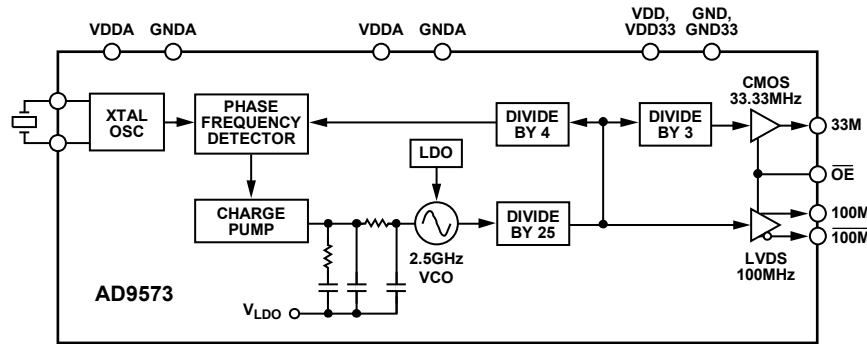 VDDA
GNDA
VDDA
GNDA
VDD,
VDD33
GND,
GND33
XTAL
OSC
PHASE
FREQUENCY
DETECTOR
DIVIDE
BY 4
DIVIDE
BY 3
CMOS
33.33MHz
33M
LDO
OE
CHARGE
PUMP
DIVIDE
BY 25
2.5GHz
VCO
100M
100M
LVDS
100MHz
AD9573
VLDO